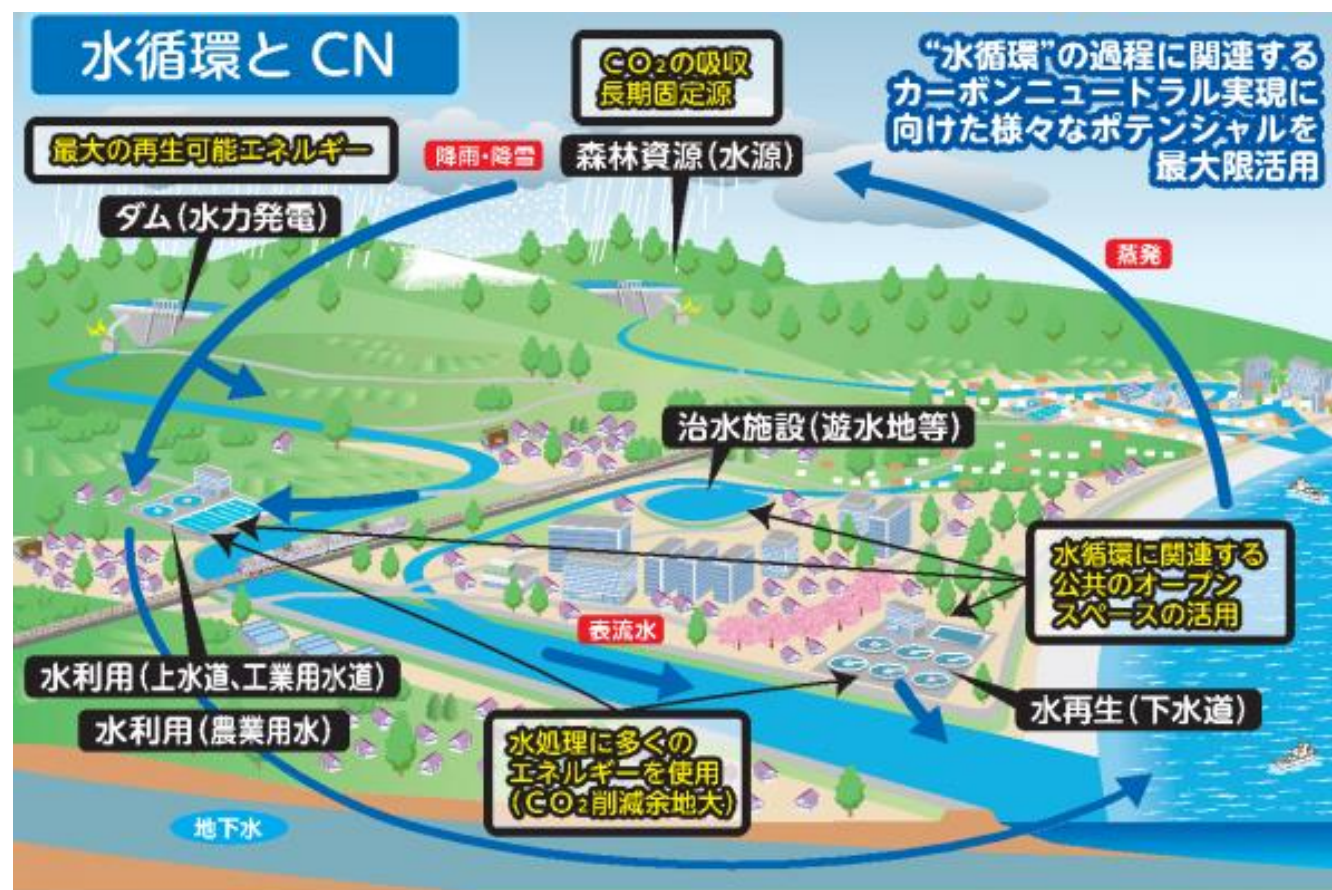 水循環と CN
CO₂の吸収
長期固定源
“水循環”の過程に関連する
カーボンニュートラル実現に
向けた様々なポテンシャルを
最大限活用
最大の再生可能エネルギー
降雨・降雪
森林資源(水源)
ダム(水力発電)
蒸発
治水施設(遊水地等)
水循環に関連する
公共のオープン
スペースの活用
表流水
水利用(上水道、工業用水道)
水再生(下水道)
水利用(農業用水)
水処理に多くの
エネルギーを使用
(CO₂削減余地大)
地下水